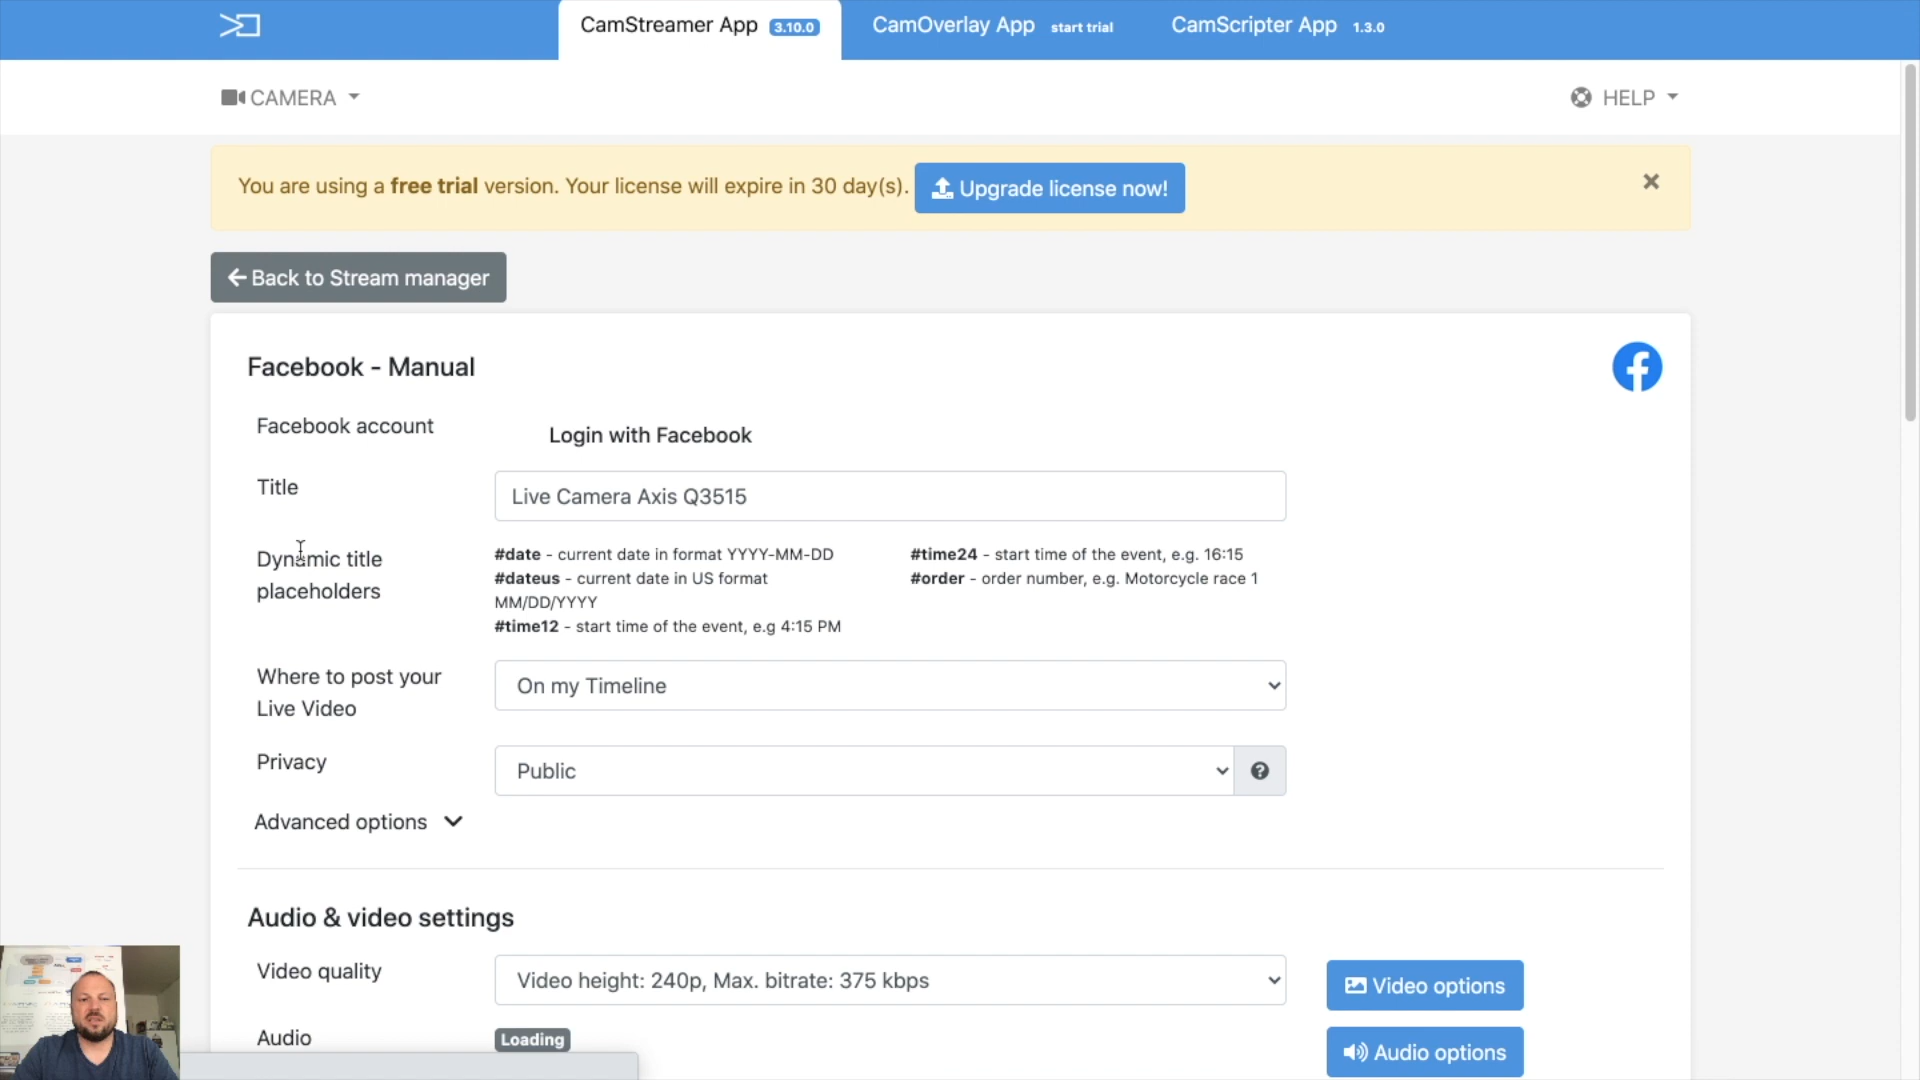 CamStreamer App 3.10.0
CamOverlay App start trial
CamScripter App 1.3.0
CAMERA
HELP
You are using a free trial version. Your license will expire in 30 day(s).
Upgrade license now!
Back to Stream manager
Facebook - Manual
Facebook account
Login with Facebook
Title
Live Camera Axis Q3515
Dynamic title
placeholders
#date - current date in format YYYY-MM-DD
#dateus - current date in US format
MM/DD/YYYY
#time12 - start time of the event, e.g 4:15 PM
#time24 - start time of the event, e.g. 16:15
#order - order number, e.g. Motorcycle race 1
Where to post your
Live Video
On my Timeline
Privacy
Public
Advanced options
Audio & video settings
Video quality
Video height: 240p, Max. bitrate: 375 kbps
Video options
Audio
Loading
Audio options